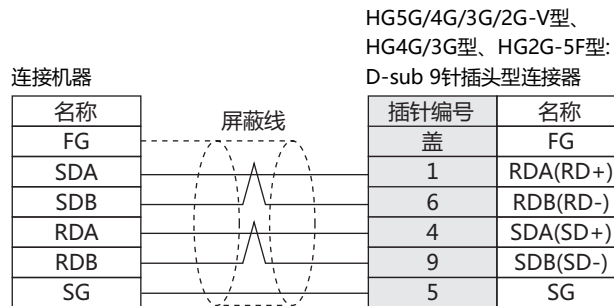 HG5G/4G/3G/2G-V型、
HG4G/3G型、HG2G-5F型:
连接机器
D-sub 9针插头型连接器
名称
屏蔽线
插针编号 名称
FG
盖 FG
SDA
1 RDA(RD+)
SDB
6 RDB(RD-)
RDA
4 SDA(SD+)
RDB
9 SDB(SD-)
SG
5 SG